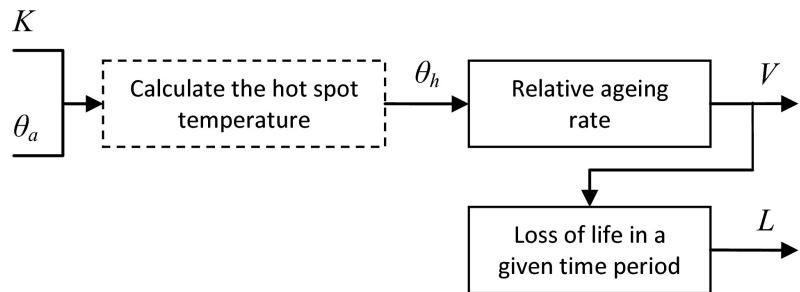 K
θa
Calculate the hot spot
temperature
θh
Relative ageing
rate
V
Loss of life in a
given time period
L